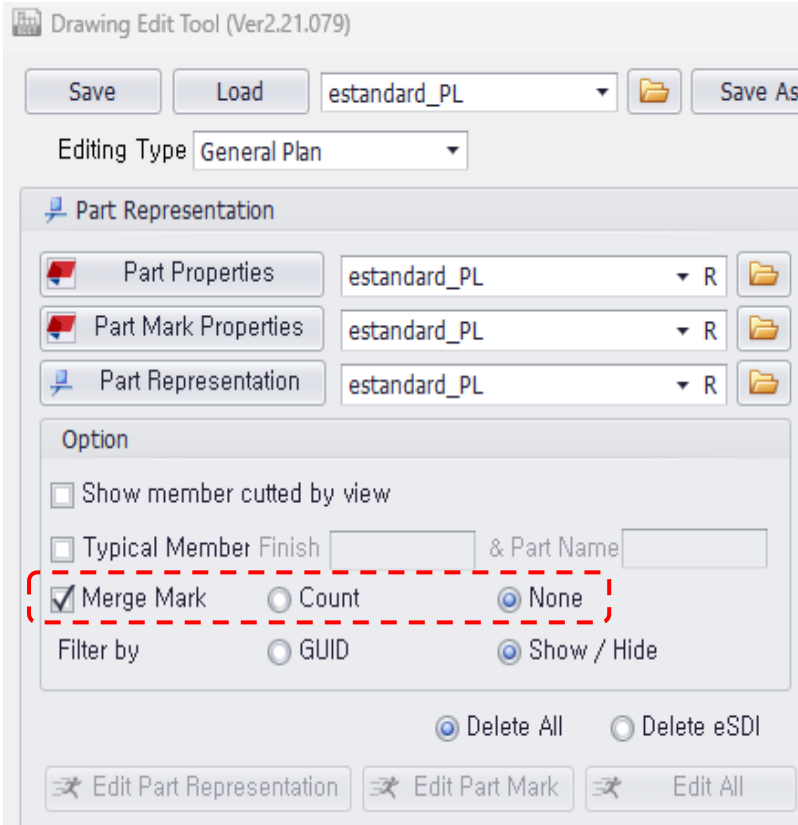 Drawing Edit Tool (Ver2.21.079)
Save Load estandard_PL Save As
Editing Type General Plan
Part Representation
Part Properties estandard_PL R
Part Mark Properties estandard_PL R
Part Representation estandard_PL R
Option
Show member cutted by view
Typical Member Finish & Part Name
Merge Mark Count None
Filter by GUID Show / Hide
Delete All Delete eSDI
Edit Part Representation Edit Part Mark Edit All